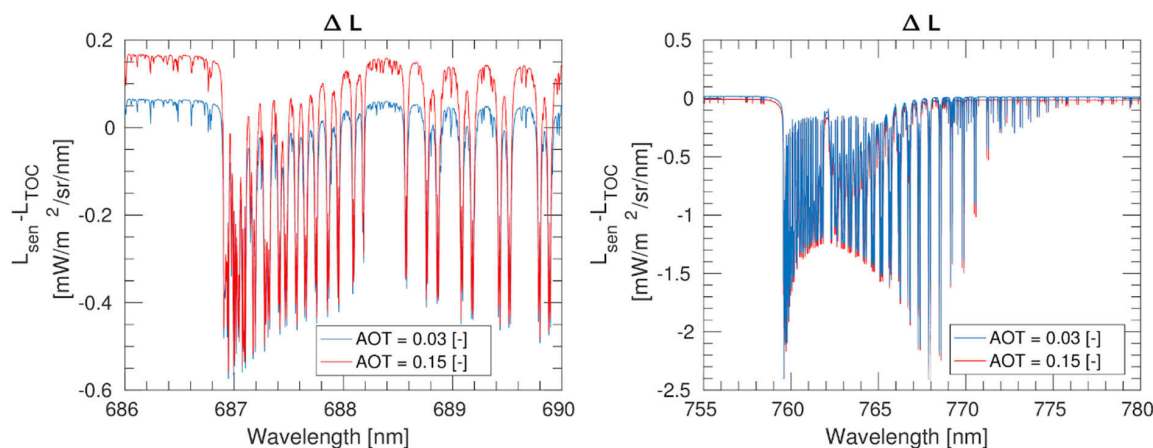 Δ L
0.2
0
-0.2
-0.4
-0.6
L_sen -L_TOC
[mW/m ²/sr/nm]
AOT = 0.03 [-]
AOT = 0.15 [-]
686
687
688
689
690
Wavelength [nm]
Δ L
0.5
0
-0.5
-1
-1.5
-2
-2.5
L_sen -L_TOC
[mW/m ²/sr/nm]
AOT = 0.03 [-]
AOT = 0.15 [-]
755
760
765
770
775
780
Wavelength [nm]